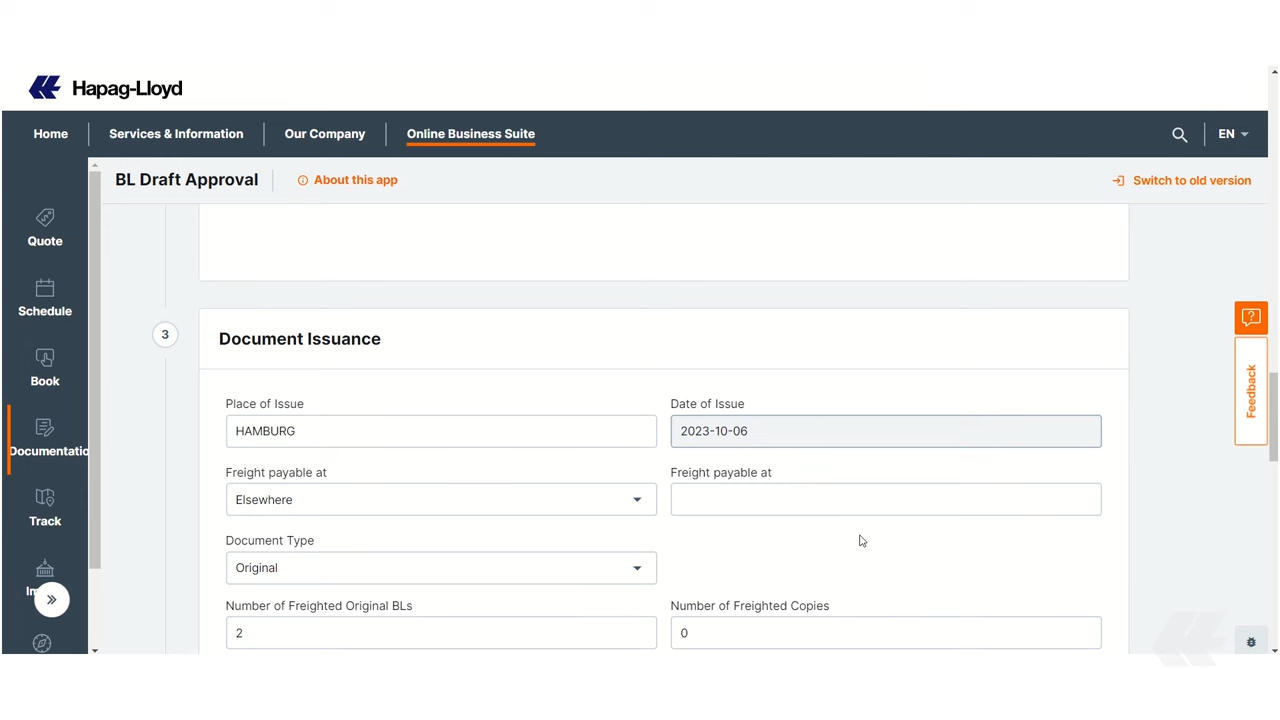 Hapag-Lloyd
Home
Services & Information
Our Company
Online Business Suite
EN
BL Draft Approval
About this app
Switch to old version
Quote
Schedule
Book
Documentatio
Track
Im
3
Document Issuance
Place of Issue
Date of Issue
HAMBURG
2023-10-06
Freight payable at
Freight payable at
Elsewhere
Document Type
Original
Number of Freighted Original BLs
Number of Freighted Copies
2
0
Feedback